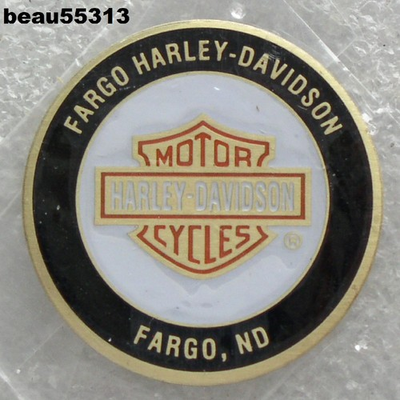 beau55313
FARGO HARLEY-DAVIDSON
MOTOR
HARLEY-DAVIDSON
CYCLES
®
FARGO, ND